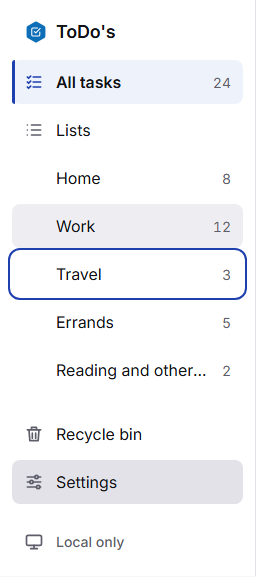 ToDo's
All tasks 24
Lists
Home 8
Work 12
Travel 3
Errands 5
Reading and other... 2
Recycle bin
Settings
Local only